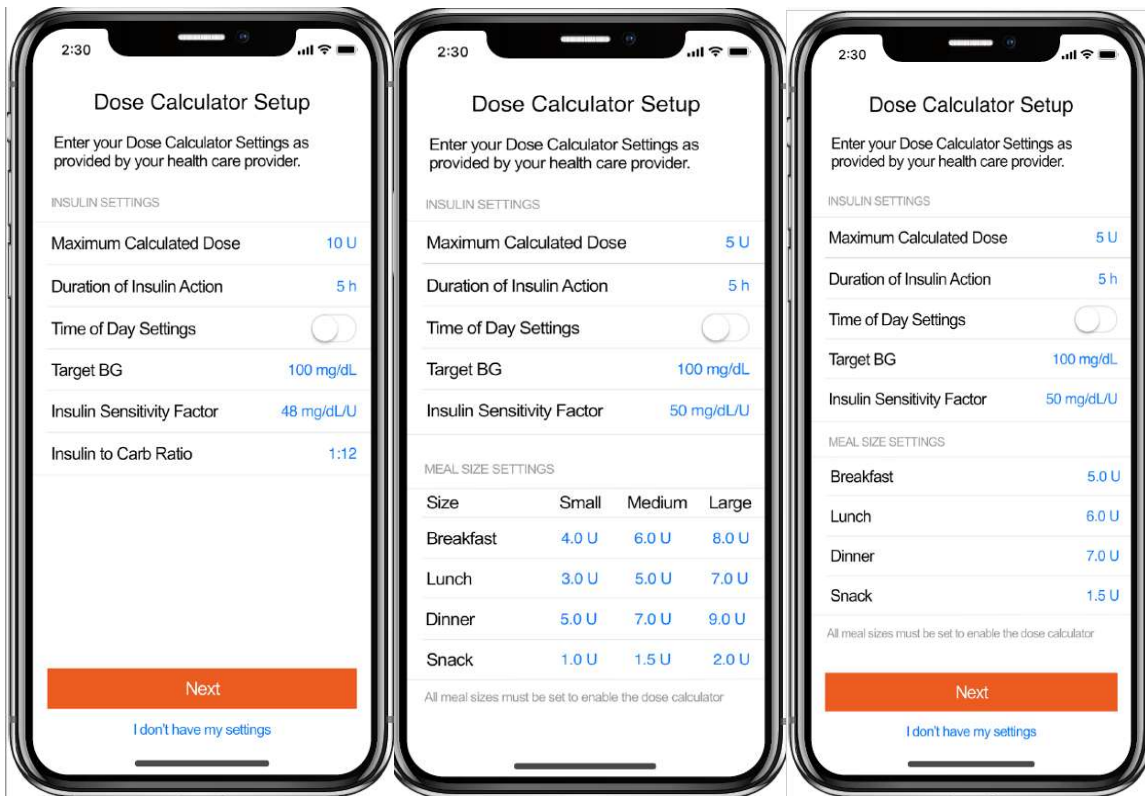 2:30
Dose Calculator Setup
Enter your Dose Calculator Settings as
provided by your health care provider.
INSULIN SETTINGS
Maximum Calculated Dose 10 U
Duration of Insulin Action 5 h
Time of Day Settings
Target BG 100 mg/dL
Insulin Sensitivity Factor 48 mg/dL/U
Insulin to Carb Ratio 1:12
Next
I don't have my settings
2:30
Dose Calculator Setup
Enter your Dose Calculator Settings as
provided by your health care provider.
INSULIN SETTINGS
Maximum Calculated Dose 5 U
Duration of Insulin Action 5 h
Time of Day Settings
Target BG 100 mg/dL
Insulin Sensitivity Factor 50 mg/dL/U
MEAL SIZE SETTINGS
Size Small Medium Large
Breakfast 4.0 U 6.0 U 8.0 U
Lunch 3.0 U 5.0 U 7.0 U
Dinner 5.0 U 7.0 U 9.0 U
Snack 1.0 U 1.5 U 2.0 U
All meal sizes must be set to enable the dose calculator
2:30
Dose Calculator Setup
Enter your Dose Calculator Settings as
provided by your health care provider.
INSULIN SETTINGS
Maximum Calculated Dose 5 U
Duration of Insulin Action 5 h
Time of Day Settings
Target BG 100 mg/dL
Insulin Sensitivity Factor 50 mg/dL/U
MEAL SIZE SETTINGS
Breakfast 5.0 U
Lunch 6.0 U
Dinner 7.0 U
Snack 1.5 U
All meal sizes must be set to enable the dose calculator
Next
I don't have my settings